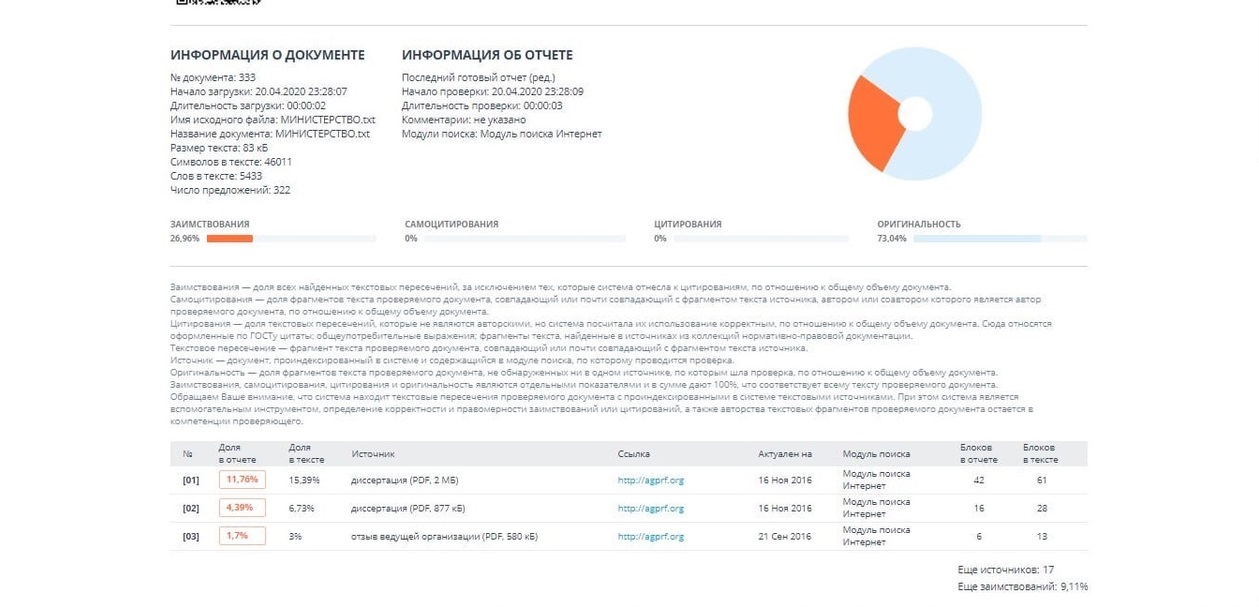 ИНФОРМАЦИЯ О ДОКУМЕНТЕ
№ документа: 333
Начало загрузки: 20.04.2020 23:28:07
Длительность загрузки: 00:00:02
Имя исходного файла: МИНИСТЕРСТВО.txt
Название документа: МИНИСТЕРСТВО.txt
Размер текста: 83 кБ
Символов в тексте: 46011
Слов в тексте: 5433
Число предложений: 322
ИНФОРМАЦИЯ ОБ ОТЧЕТЕ
Последний готовый отчет (ред.)
Начало проверки: 20.04.2020 23:28:09
Длительность проверки: 00:00:03
Комментарии: не указано
Модули поиска: Модуль поиска Интернет
ЗАИМСТВОВАНИЯ
26,96%
САМОЦИТИРОВАНИЯ
0%
ЦИТИРОВАНИЯ
0%
ОРИГИНАЛЬНОСТЬ
73,04%
Заимствования — доля всех найденных текстовых пересечений, за исключением тех, которые система отнесла к цитированиям, по отношению к общему объему документа.
Самоцитирования — доля фрагментов текста проверяемого документа, совпадающий или почти совпадающий с фрагментом текста источника, автором или соавтором которого является автор
проверяемого документа, по отношению к общему объему документа.
Цитирования — доля текстовых пересечений, которые не являются авторскими, но система посчитала их использование корректным, по отношению к общему объему документа. Сюда относятся
оформленные по ГОСТу цитаты; общеупотребительные выражения; фрагменты текста, найденные в источниках из коллекций нормативно-правовой документации.
Текстовое пересечение — фрагмент текста проверяемого документа, совпадающий или почти совпадающий с фрагментом текста источника.
Источник — документ, проиндексированный в системе и содержащийся в модуле поиска, по которому проводится проверка.
Оригинальность — доля фрагментов текста проверяемого документа, не обнаруженных ни в одном источнике, по которым шла проверка, по отношению к общему объему документа.
Заимствования, самоцитирования, цитирования и оригинальность являются отдельными показателями и в сумме дают 100%, что соответствует всему тексту проверяемого документа.
Обращаем Ваше внимание, что система находит текстовые пересечения проверяемого документа с проиндексированными в системе текстовыми источниками. При этом система является
вспомогательным инструментом, определение корректности и правомерности заимствований или цитирований, а также авторства текстовых фрагментов проверяемого документа остается в
компетенции проверяющего.
№ Доля в отчете Доля в тексте Источник Ссылка Актуален на Модуль поиска Блоков в отчете Блоков в тексте
[01] 11,76% 15,39% диссертация (PDF, 2 МБ) http://agprf.org 16 Ноя 2016 Модуль поиска Интернет 42 61
[02] 4,39% 6,73% диссертация (PDF, 877 кБ) http://agprf.org 16 Ноя 2016 Модуль поиска Интернет 16 28
[03] 1,7% 3% отзыв ведущей организации (PDF, 580 кБ) http://agprf.org 21 Сен 2016 Модуль поиска Интернет 6 13
Еще источников: 17
Еще заимствований: 9,11%